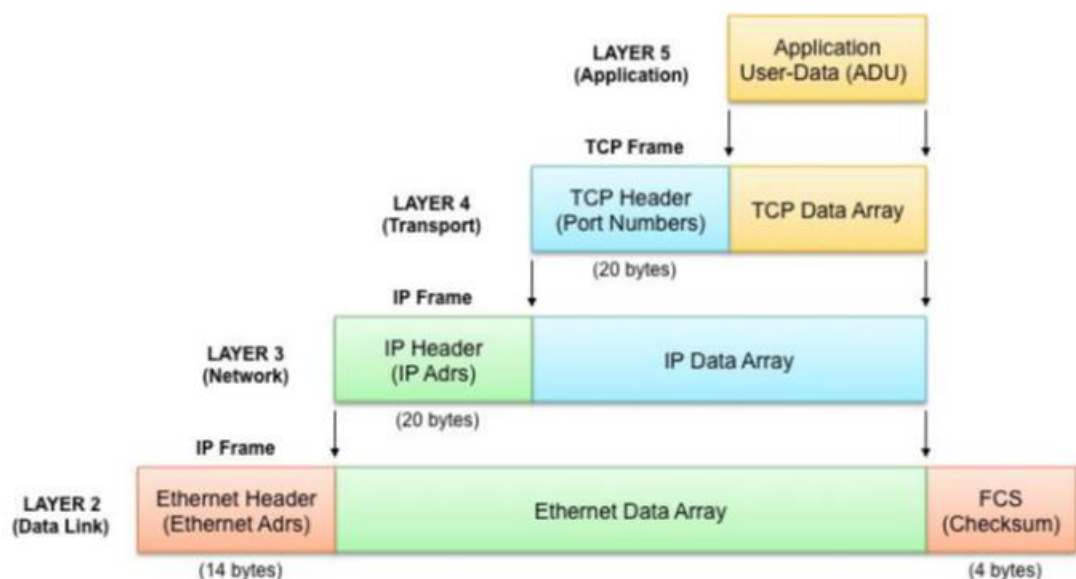 LAYER 5
(Application)
Application
User-Data (ADU)
TCP Frame
LAYER 4
(Transport)
TCP Header
(Port Numbers)
TCP Data Array
(20 bytes)
IP Frame
LAYER 3
(Network)
IP Header
(IP Adrs)
IP Data Array
(20 bytes)
IP Frame
LAYER 2
(Data Link)
Ethernet Header
(Ethernet Adrs)
Ethernet Data Array
FCS
(Checksum)
(14 bytes)
(4 bytes)